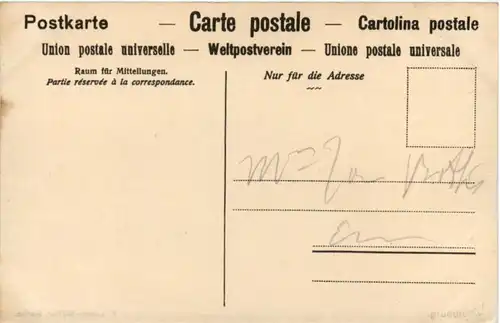 Postkarte — Carte postale — Cartolina postale
Union postale universelle — Weltpostverein — Unione postale universale
Raum für Mitteilungen.
Partie réservée à la correspondance.
Nur für die Adresse